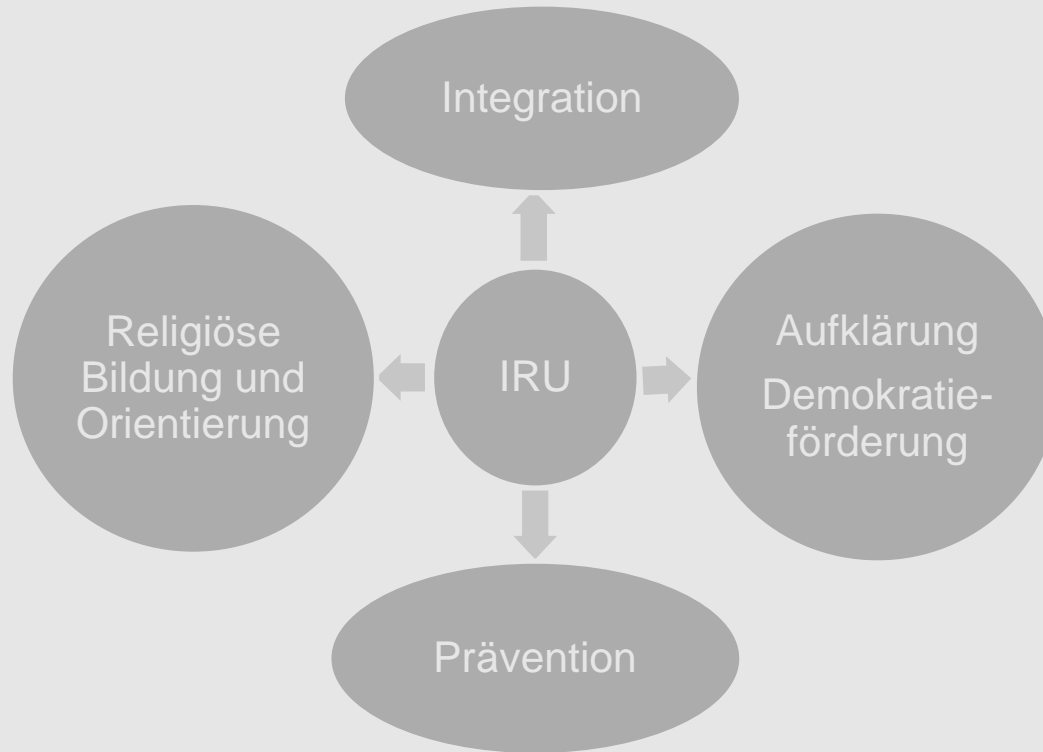 Integration
Religiöse
Bildung und
Orientierung
IRU
Aufklärung
Demokratie-
förderung
Prävention